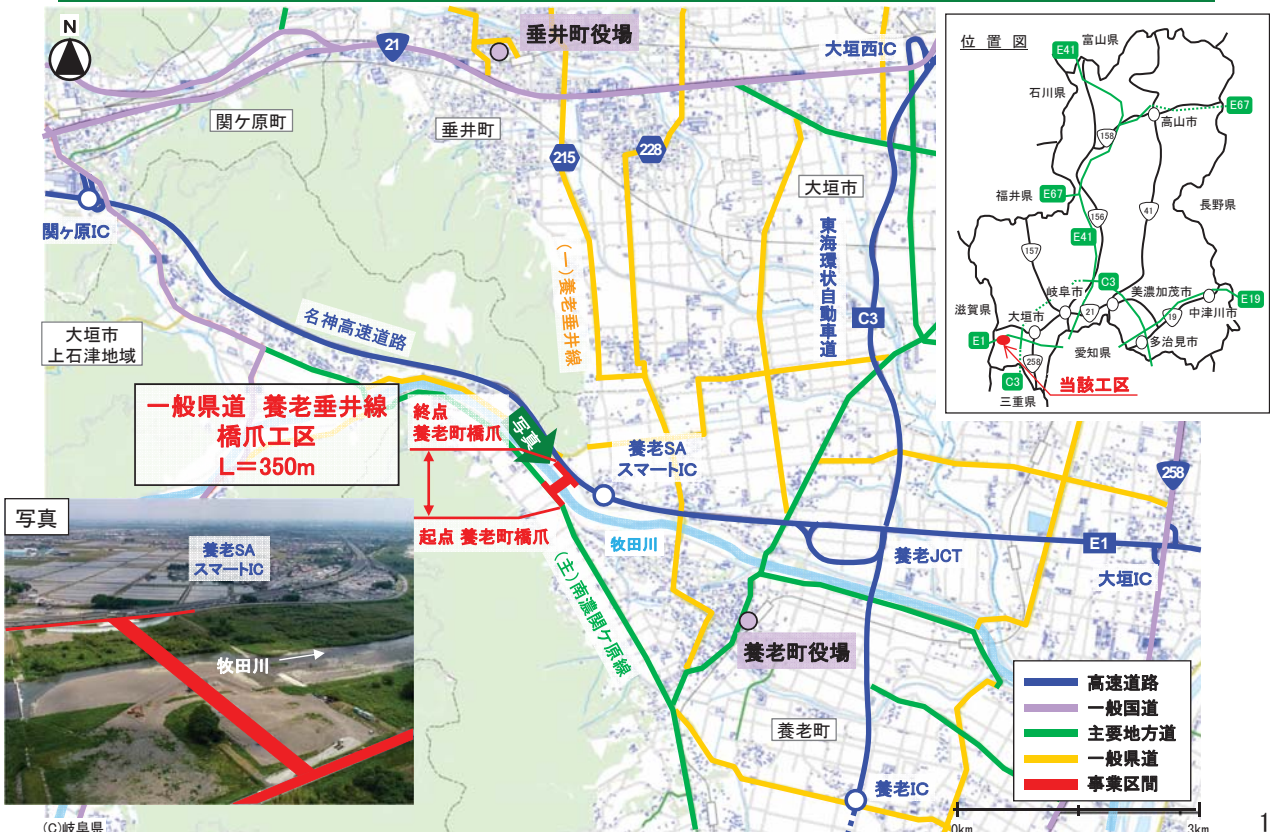 N
21
垂井町役場
大垣西IC
関ケ原町
垂井町
215
228
大垣市
関ヶ原IC
(一)養老垂井線
東海環状自動車道
C3
名神高速道路
大垣市
上石津地域
一般県道 養老垂井線
橋爪工区
L=350m
終点
養老町橋爪
写真
養老SA
スマートIC
起点 養老町橋爪
牧田川
(主)南濃関ケ原線
養老JCT
E1
258
大垣IC
養老町役場
養老町
養老IC
写真
養老SA
スマートIC
牧田川
位置図
富山県
E41
石川県
E67
高山市
158
福井県
E67
長野県
156
41
E41
157
C3
岐阜市
美濃加茂市
E19
滋賀県
大垣市
21
19
中津川市
E1
愛知県
多治見市
258
C3
当該工区
三重県
高速道路
一般国道
主要地方道
一般県道
事業区間
0km
3km
(C)岐阜県
1